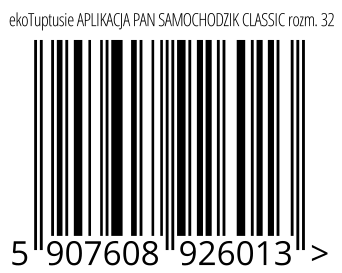 ekoTuptusie APLIKACJA PAN SAMOCHODZIK CLASSIC rozm. 32
5 907608 926013 >